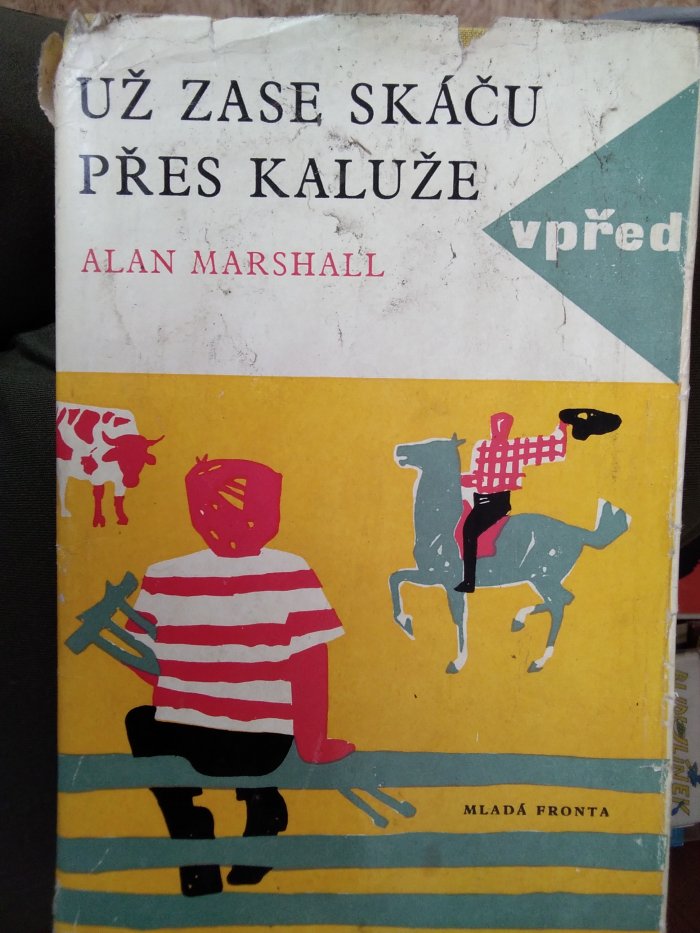 UŽ ZASE SKÁČU
PŘES KALUŽE
vpřed
ALAN MARSHALL
MLADÁ FRONTA